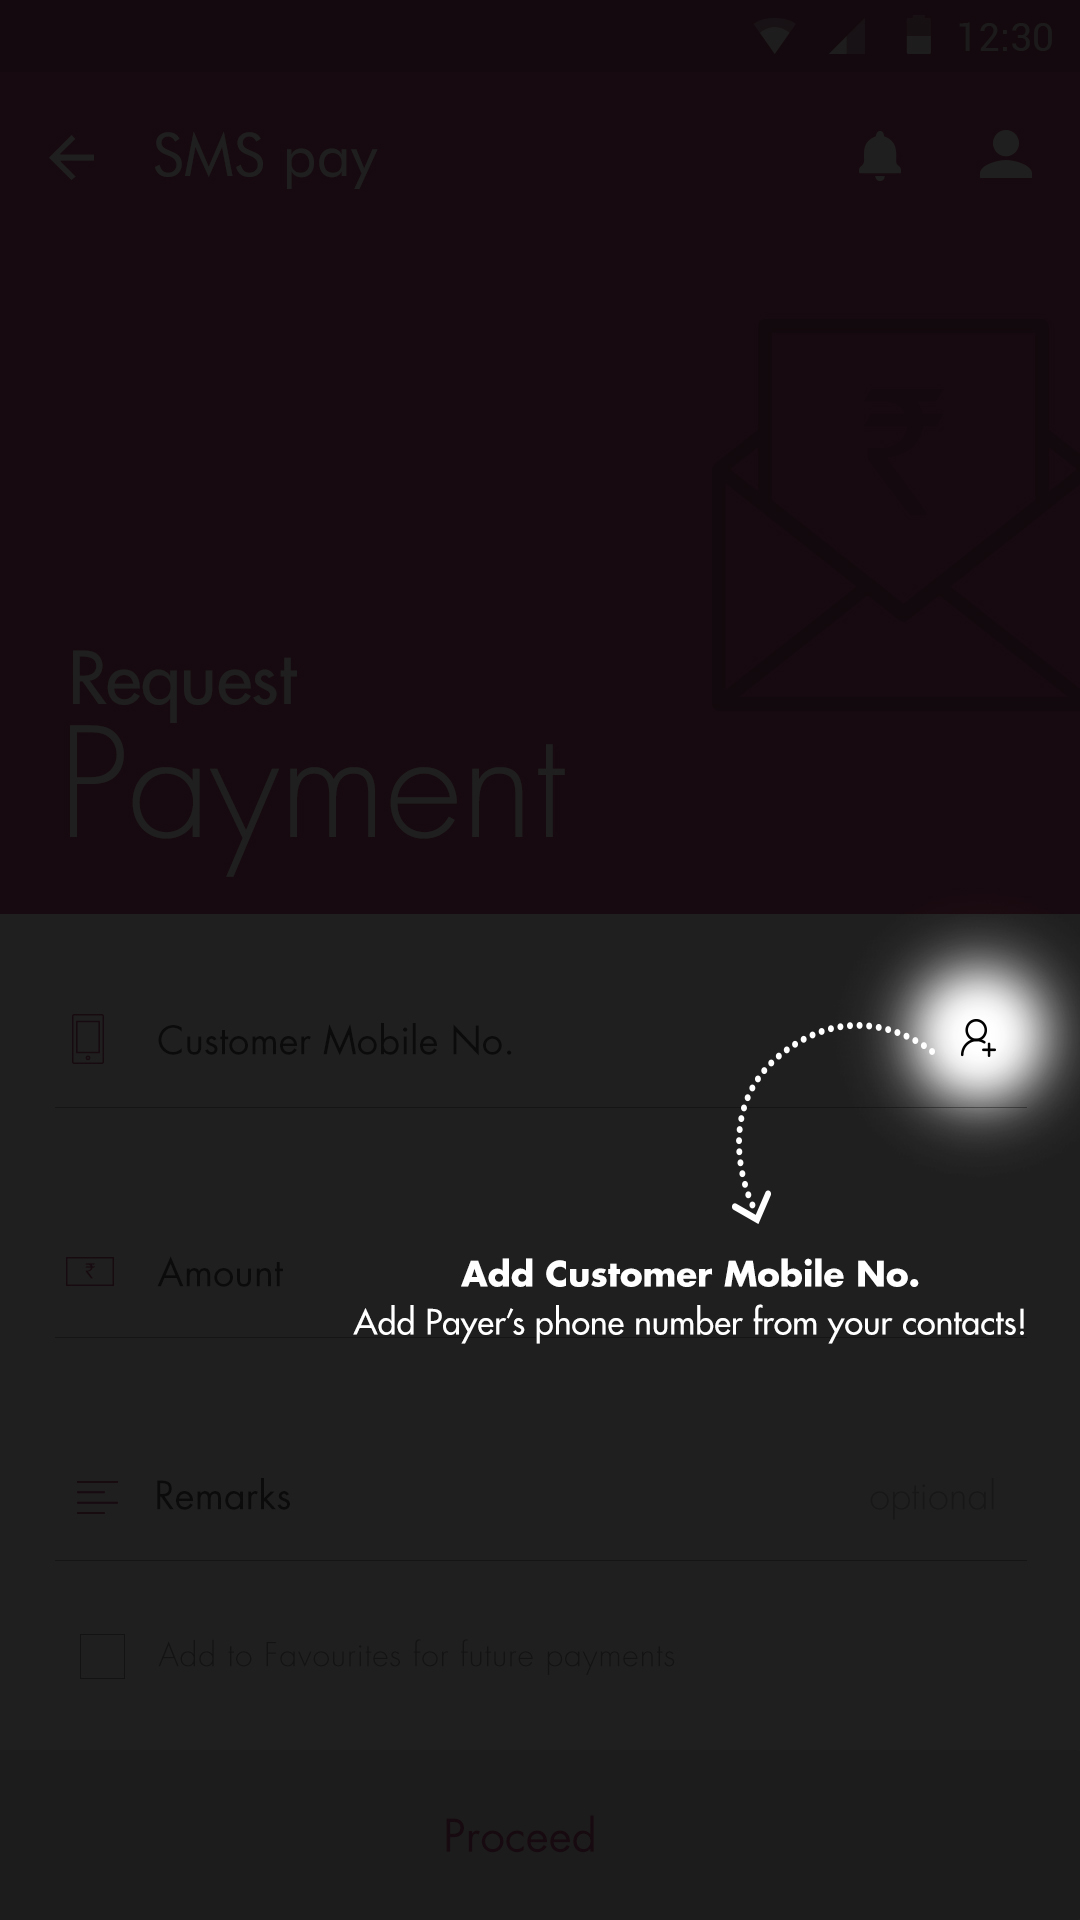 12:30
SMS pay
₹
Request
Payment
Customer Mobile No.
₹
Amount
Add Customer Mobile No.
Add Payer’s phone number from your contacts!
Remarks
optional
Add to Favourites for future payments
Proceed